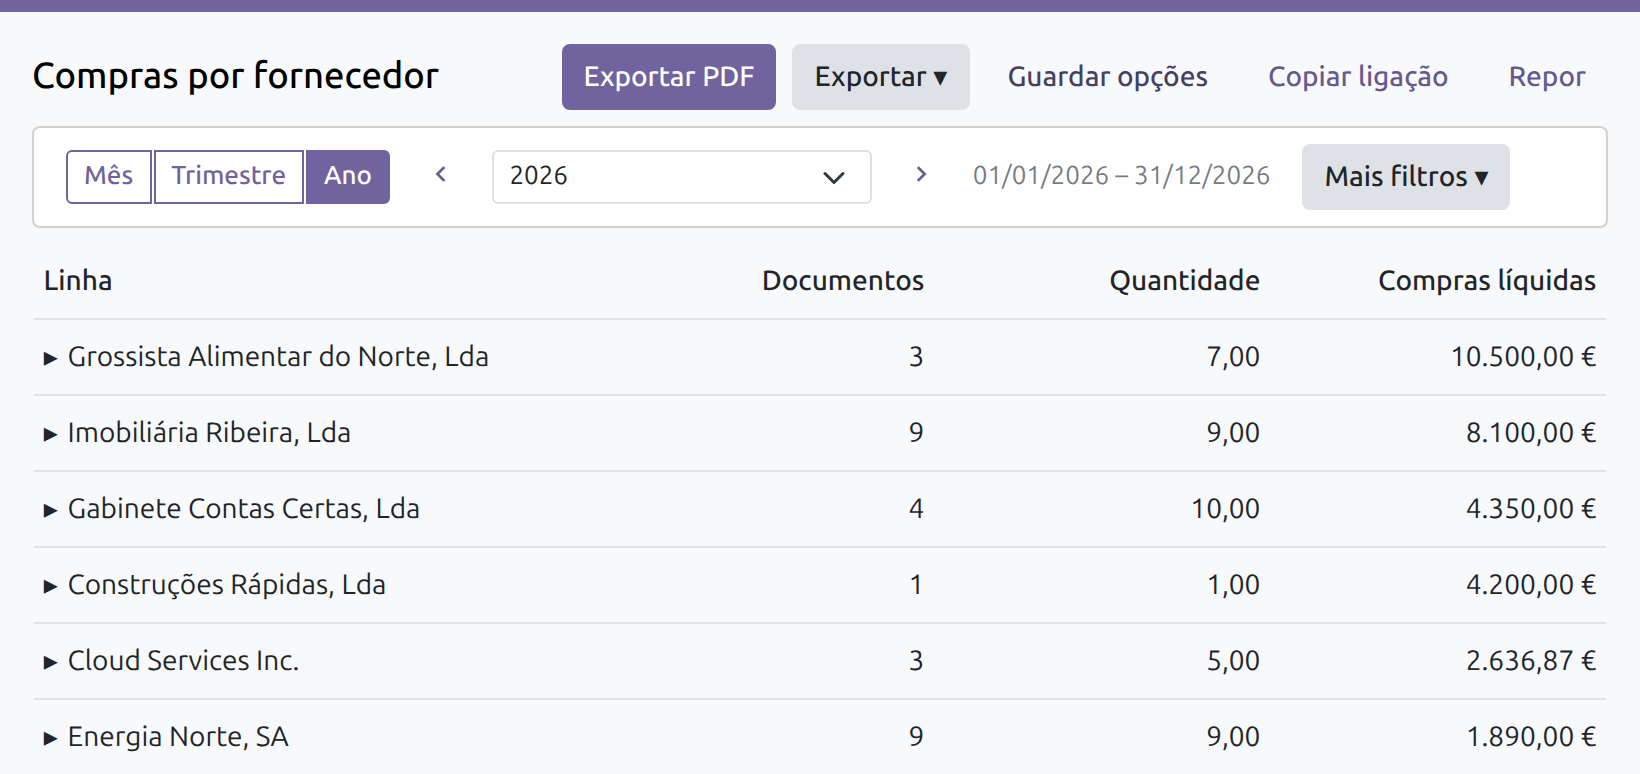 Compras por fornecedor Exportar PDF Exportar ▾ Guardar opções Copiar ligação Repor
Mês Trimestre Ano ‹ 2026 › 01/01/2026 – 31/12/2026 Mais filtros ▾
Linha Documentos Quantidade Compras líquidas
▸ Grossista Alimentar do Norte, Lda 3 7,00 10.500,00 €
▸ Imobiliária Ribeira, Lda 9 9,00 8.100,00 €
▸ Gabinete Contas Certas, Lda 4 10,00 4.350,00 €
▸ Construções Rápidas, Lda 1 1,00 4.200,00 €
▸ Cloud Services Inc. 3 5,00 2.636,87 €
▸ Energia Norte, SA 9 9,00 1.890,00 €